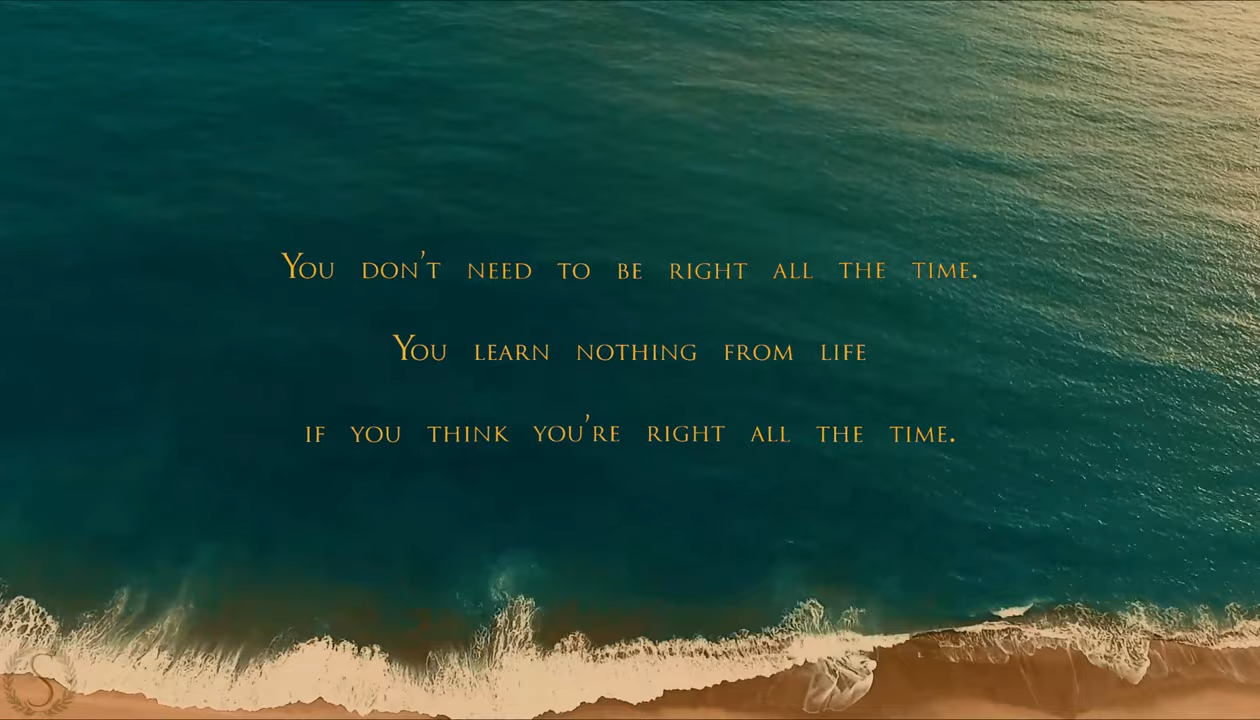 You don't need to be right all the time.
You learn nothing from life
if you think you're right all the time.
S